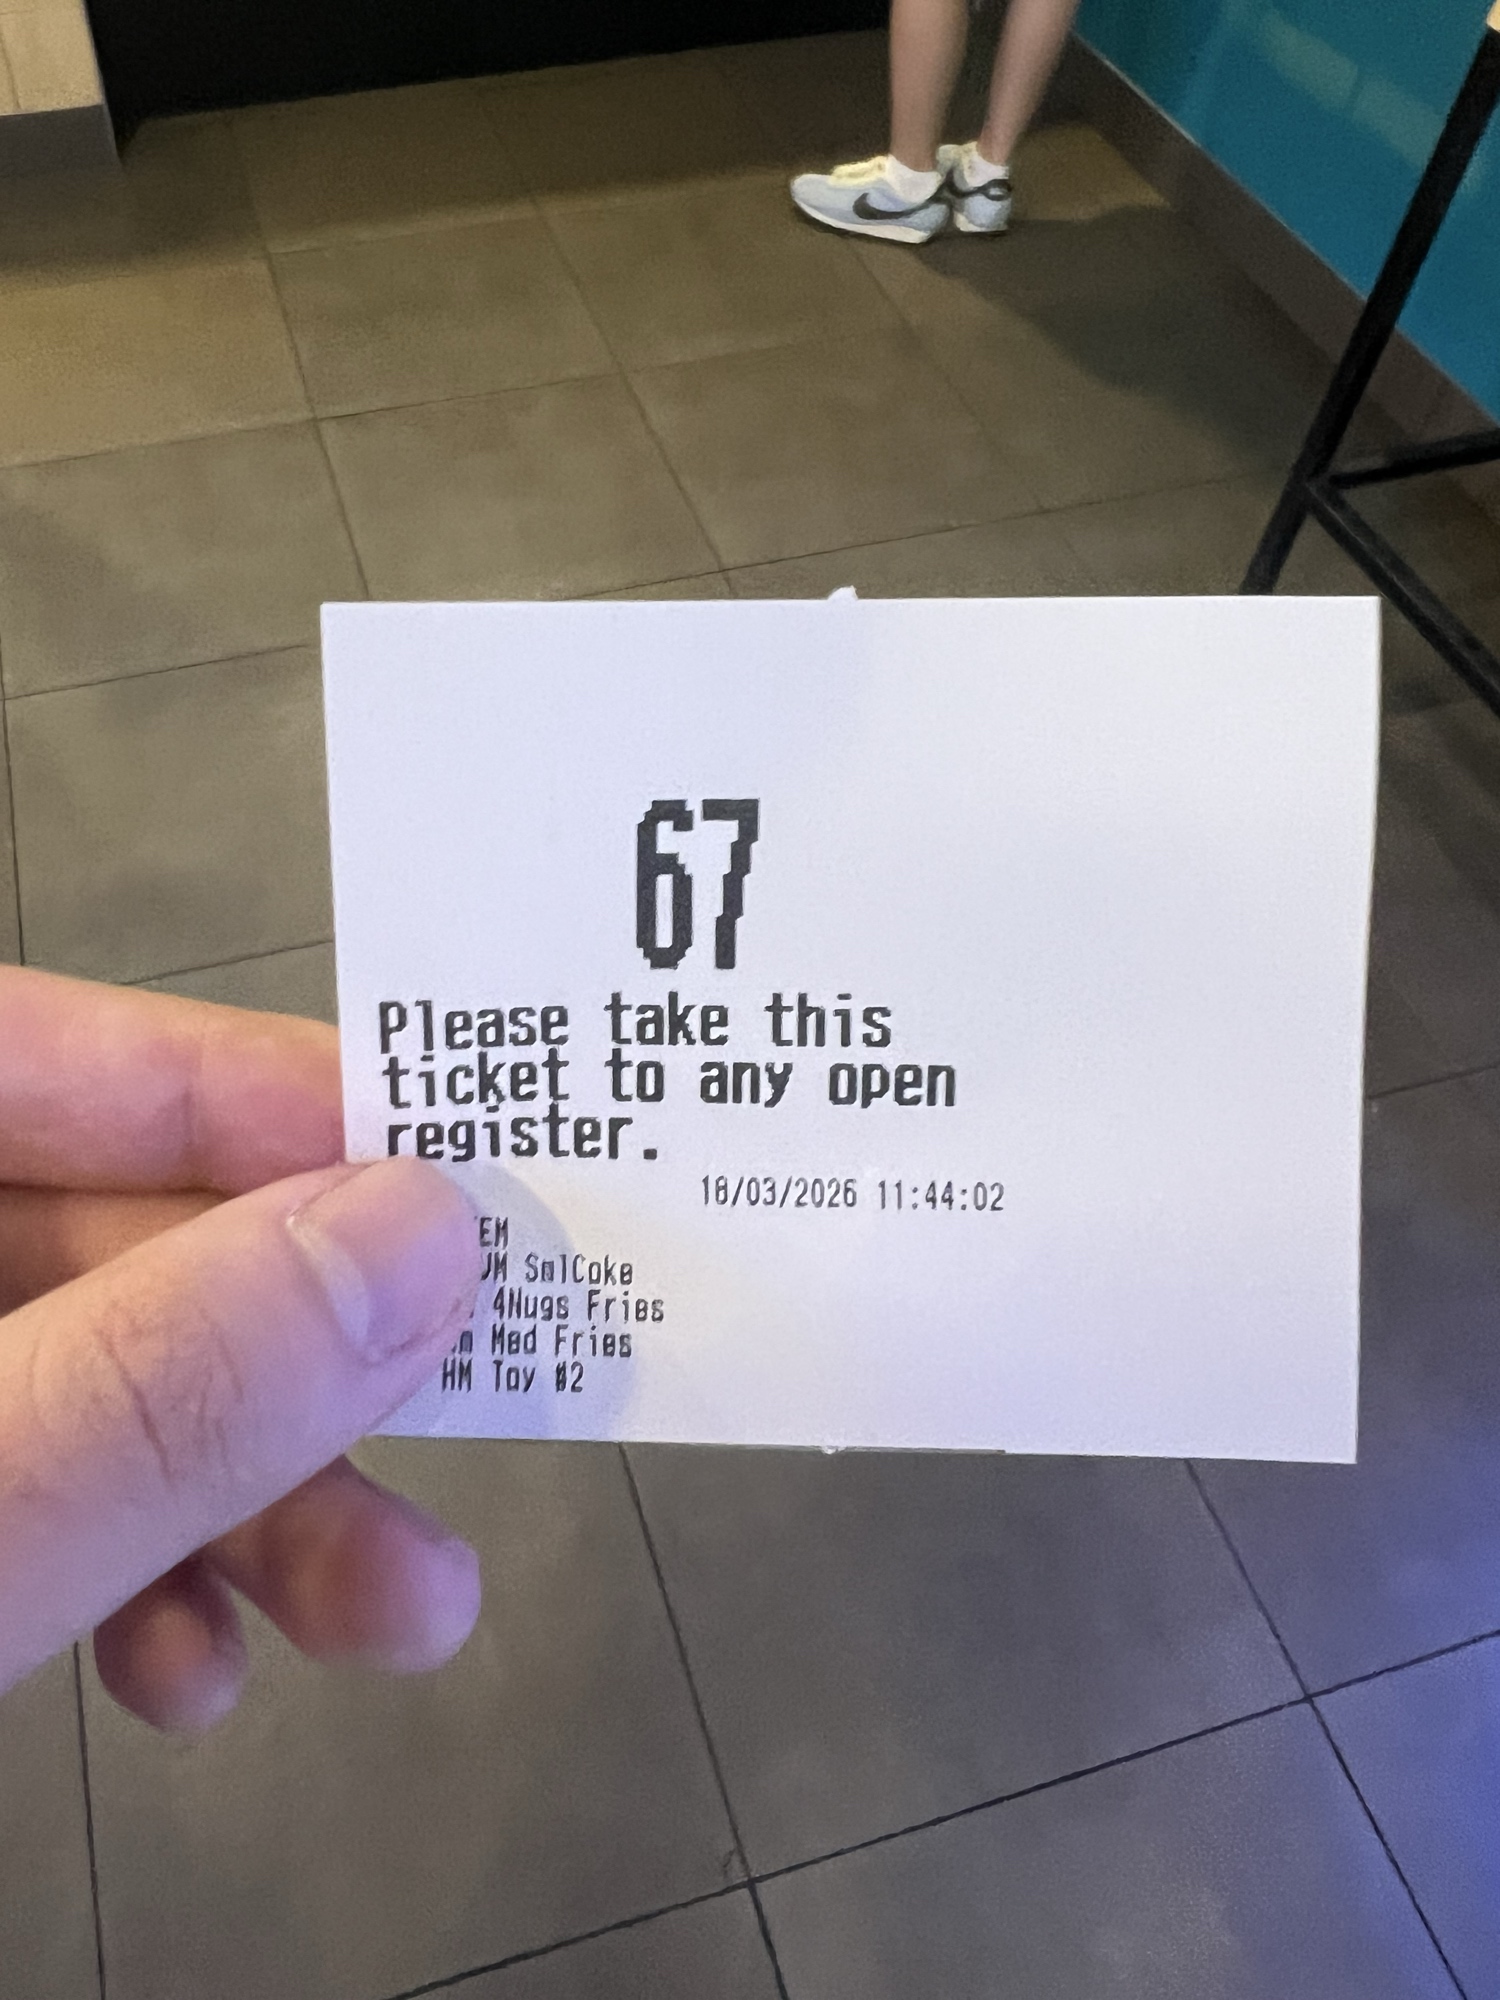 67
Please take this
ticket to any open
register.
18/03/2026 11:44:02
SmlCoke
4Nugs Fries
Med Fries
HM Toy #2